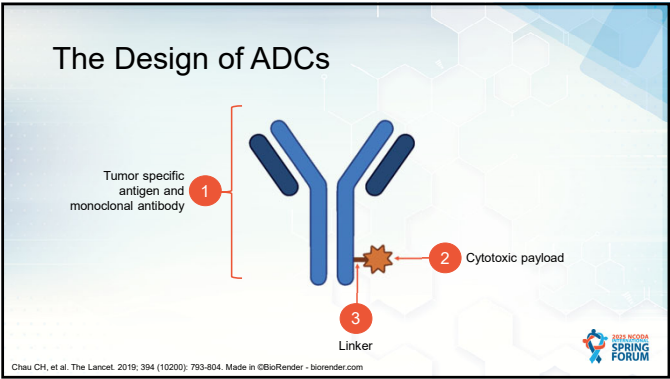 The Design of ADCs
Tumor specific
antigen and
monoclonal antibody
1
2
Cytotoxic payload
3
Linker
2025 NCODA
INTERNATIONAL
SPRING
FORUM
Chau CH, et al. The Lancet. 2019; 394 (10200): 793-804. Made in ©BioRender - biorender.com